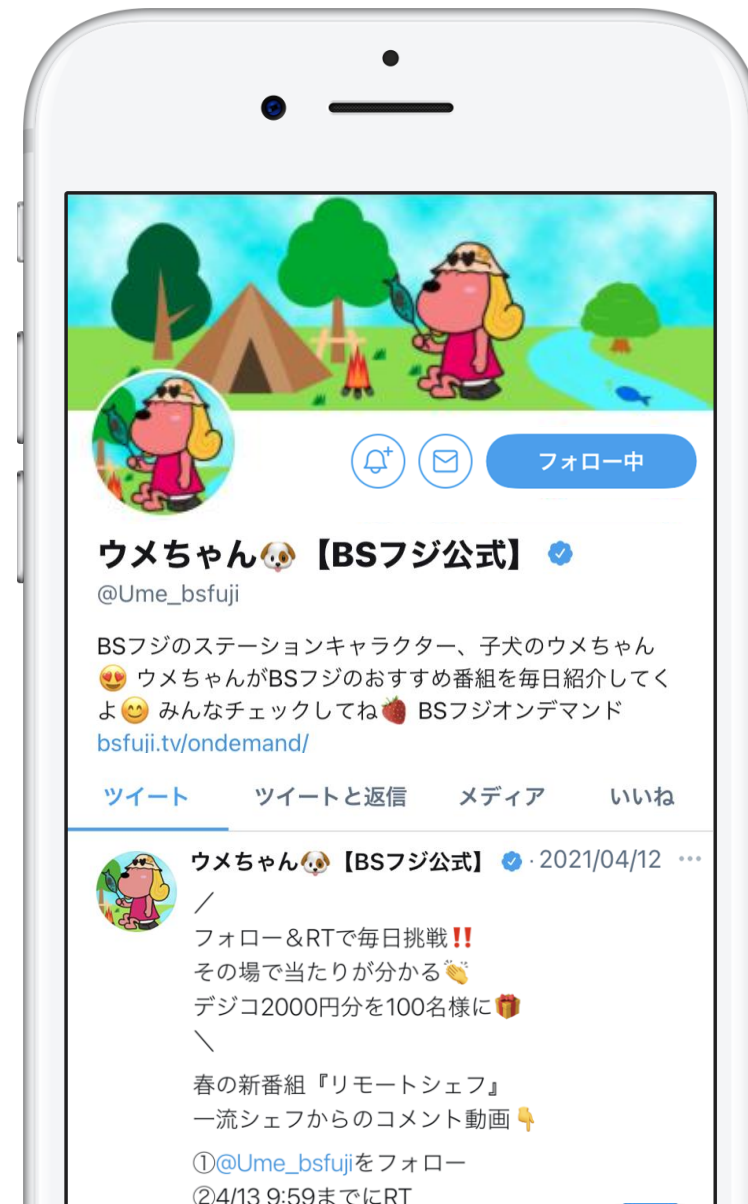 フォロー中
ウメちゃん🐶【BSフジ公式】
@Ume_bsfuji
BSフジのステーションキャラクター、子犬のウメちゃん
😍 ウメちゃんがBSフジのおすすめ番組を毎日紹介してく
よ😊 みんなチェックしてね🍓 BSフジオンデマンド
bsfuji.tv/ondemand/
ツイート ツイートと返信 メディア いいね
ウメちゃん🐶【BSフジ公式】 · 2021/04/12 …
／
フォロー＆RTで毎日挑戦‼️
その場で当たりが分かる👏
デジコ2000円分を100名様に🎁
＼
春の新番組『リモートシェフ』
一流シェフからのコメント動画👇
①@Ume_bsfujiをフォロー
②4/13 9:59までにRT